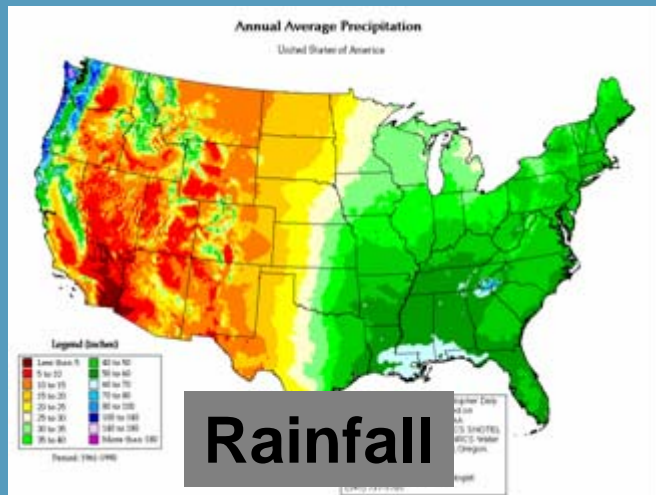 Annual Average Precipitation
United States of America
Legend (inches)
Less than 5
5 to 10
10 to 15
15 to 20
20 to 25
25 to 30
30 to 35
35 to 40
40 to 50
50 to 60
60 to 70
70 to 80
80 to 100
100 to 140
140 to 180
More than 180
Period: 1961-1990
Rainfall